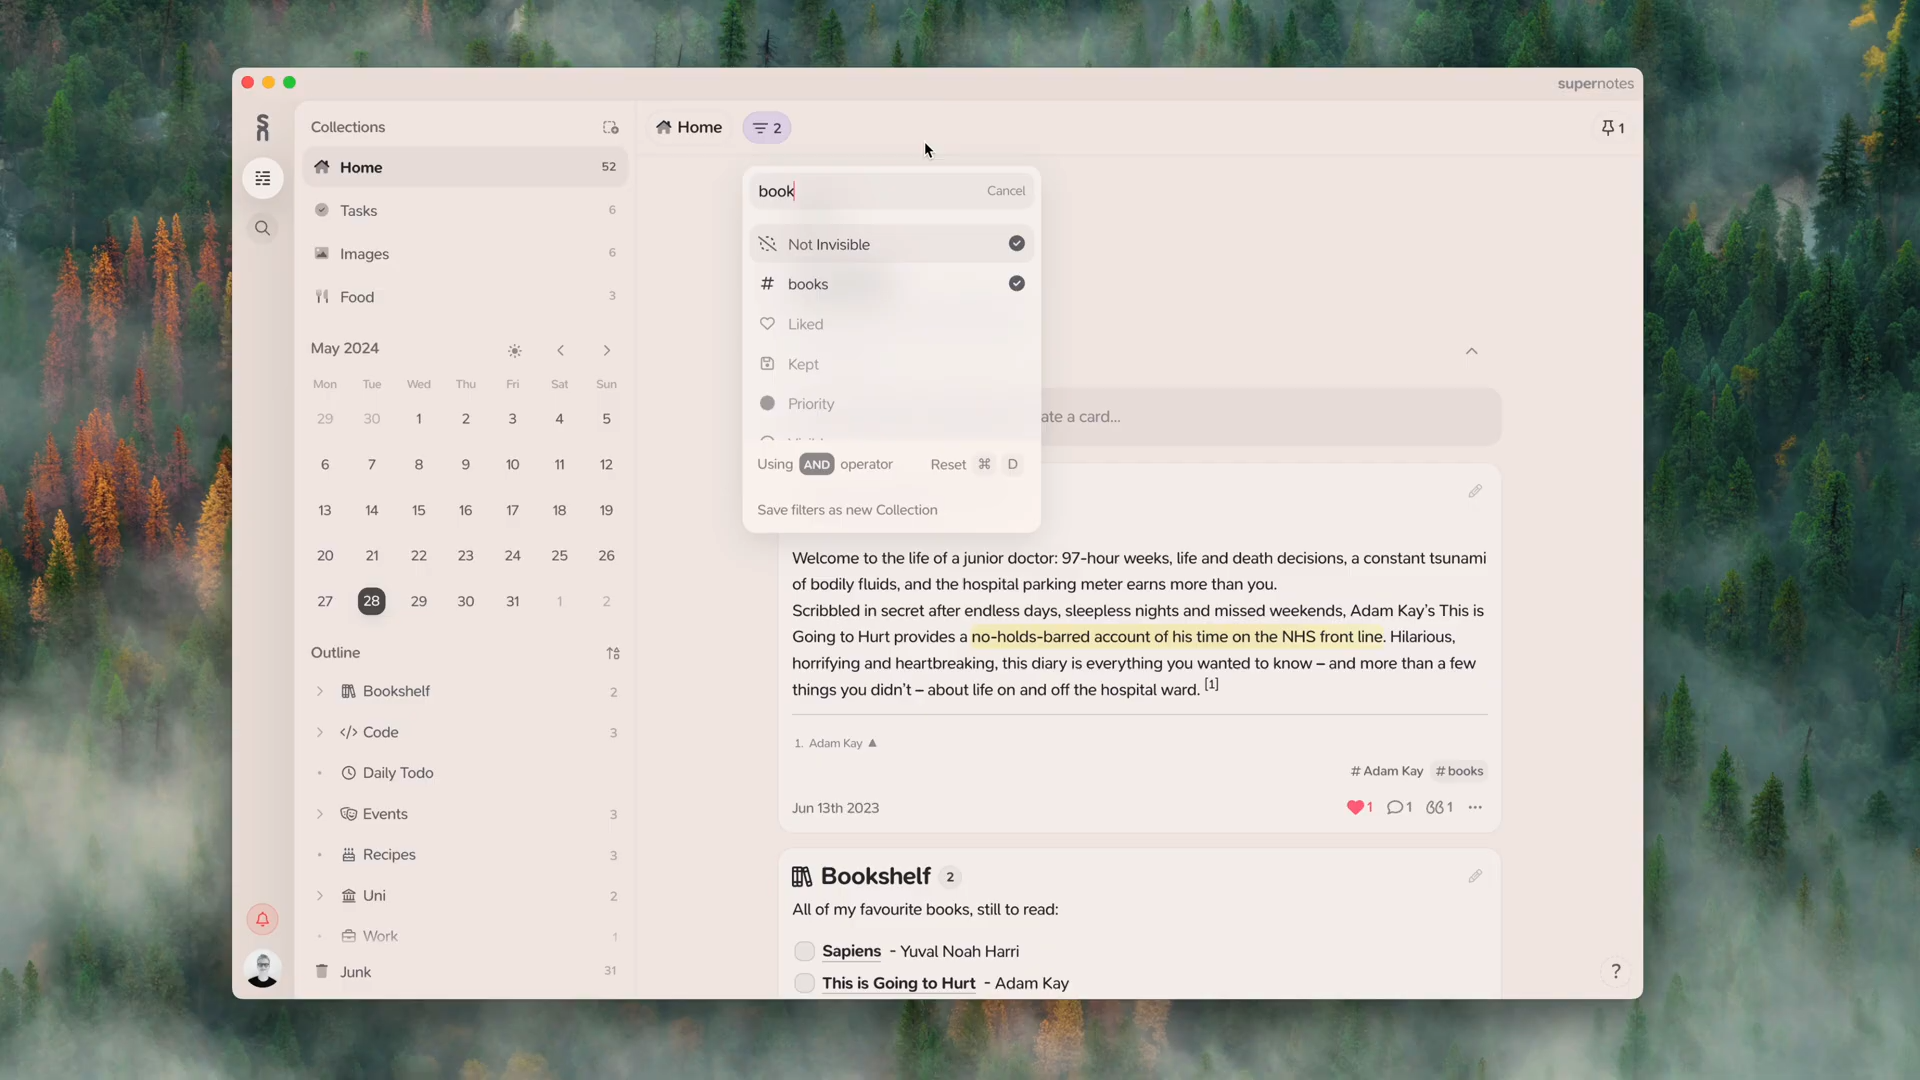 supernotes
Collections
Home 52
Tasks 6
Images 6
Food 3
May 2024
Mon Tue Wed Thu Fri Sat Sun
29 30 1 2 3 4 5
6 7 8 9 10 11 12
13 14 15 16 17 18 19
20 21 22 23 24 25 26
27 28 29 30 31 1 2
Outline
Bookshelf 2
Code 3
Daily Todo
Events 3
Recipes 3
Uni 2
Work 1
Junk 31
Home 2
1
book Cancel
Not Invisible
# books
Liked
Kept
Priority
Using AND operator Reset ⌘ D
Save filters as new Collection
ate a card...
Welcome to the life of a junior doctor: 97-hour weeks, life and death decisions, a constant tsunami
of bodily fluids, and the hospital parking meter earns more than you.
Scribbled in secret after endless days, sleepless nights and missed weekends, Adam Kay’s This is
Going to Hurt provides a no-holds-barred account of his time on the NHS front line. Hilarious,
horrifying and heartbreaking, this diary is everything you wanted to know – and more than a few
things you didn’t – about life on and off the hospital ward. [1]
1. Adam Kay
# Adam Kay # books
Jun 13th 2023 1 1 1 ...
Bookshelf 2
All of my favourite books, still to read:
Sapiens - Yuval Noah Harri
This is Going to Hurt - Adam Kay
?